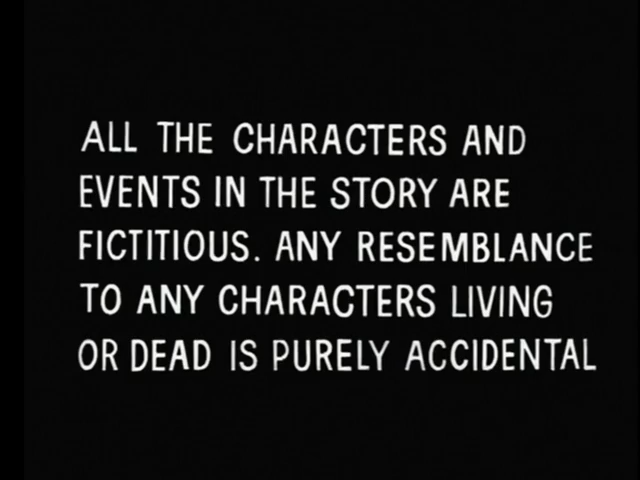 ALL THE CHARACTERS AND
EVENTS IN THE STORY ARE
FICTITIOUS. ANY RESEMBLANCE
TO ANY CHARACTERS LIVING
OR DEAD IS PURELY ACCIDENTAL